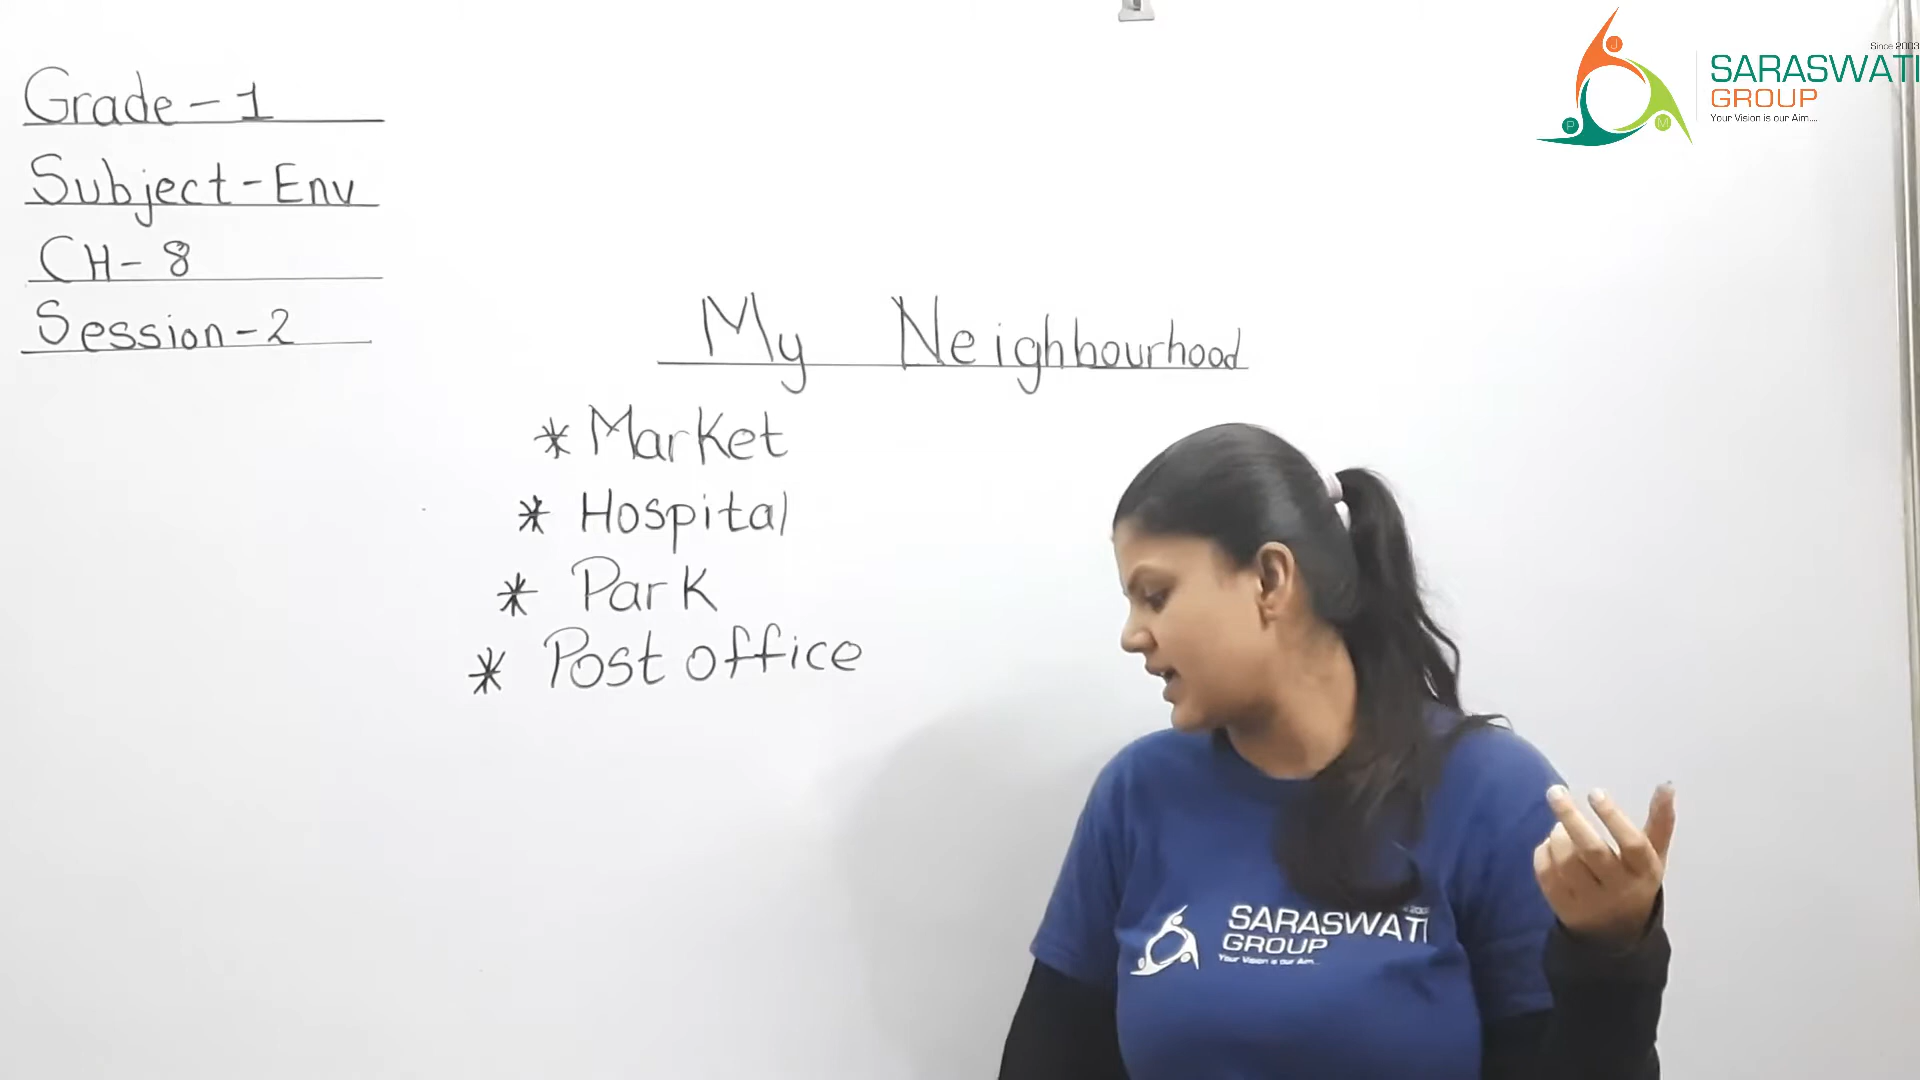 Grade-1
Subject-Env
CH-8
Session-2
My Neighbourhood
* Market
* Hospital
* Park
* Post office
Since 2003
SARASWATI
GROUP
Your Vision is our Aim....
J
P
M
SARASWATI
GROUP
Your Vision is our Aim...